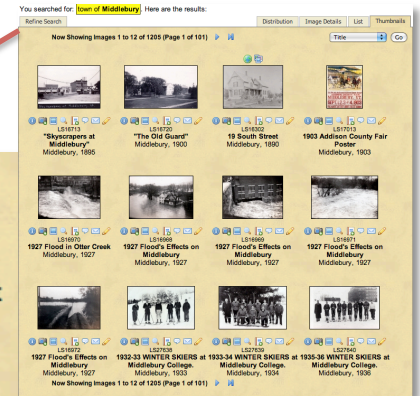 You searched for: town of Middlebury. Here are the results:
Refine Search
Distribution Image Details List Thumbnails
Now Showing Images 1 to 12 of 1205 (Page 1 of 101)
Title Go
LS16713
"Skyscrapers at Middlebury"
Middlebury, 1895
LS16720
"The Old Guard"
Middlebury, 1900
LS16302
19 South Street
Middlebury, 1890
LS17013
1903 Addison County Fair Poster
Middlebury, 1903
LS16970
1927 Flood in Otter Creek
Middlebury, 1927
LS16968
1927 Flood's Effects on Middlebury
Middlebury, 1927
LS16969
1927 Flood's Effects on Middlebury
Middlebury, 1927
LS16971
1927 Flood's Effects on Middlebury
Middlebury, 1927
LS16972
1927 Flood's Effects on Middlebury
Middlebury, 1927
LS27638
1932-33 WINTER SKIERS at Middlebury College.
Middlebury, 1933
LS27639
1933-34 WINTER SKIERS at Middlebury College.
Middlebury, 1934
LS27640
1935-36 WINTER SKIERS at Middlebury College.
Middlebury, 1936
Now Showing Images 1 to 12 of 1205 (Page 1 of 101)